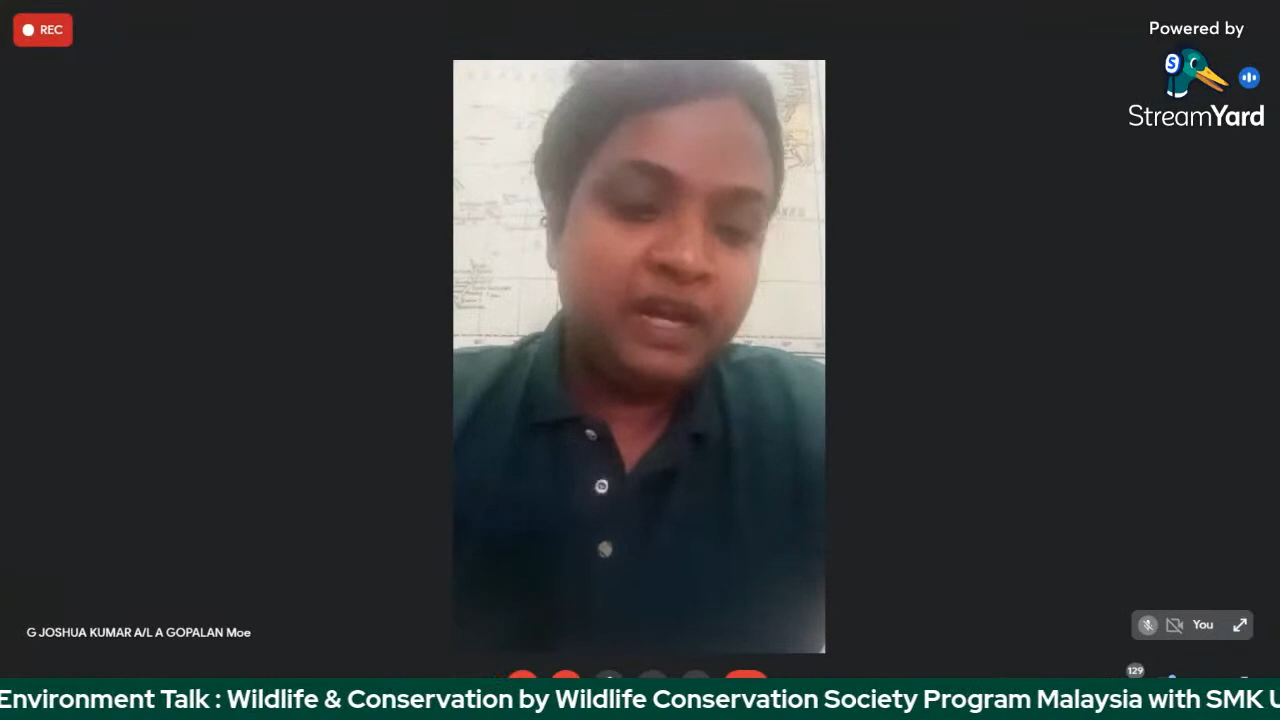 REC
Powered by
StreamYard
G JOSHUA KUMAR A/L A GOPALAN Moe
You
129
Environment Talk : Wildlife & Conservation by Wildlife Conservation Society Program Malaysia with SMK U